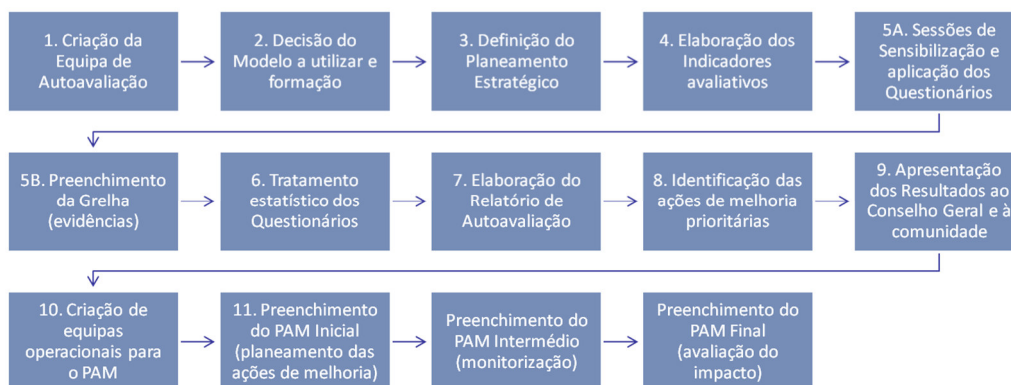 1. Criação da
Equipa de
Autoavaliação
2. Decisão do
Modelo a utilizar e
formação
3. Definição do
Planeamento
Estratégico
4. Elaboração dos
Indicadores
avaliativos
5A. Sessões de
Sensibilização e
aplicação dos
Questionários
5B. Preenchimento
da Grelha
(evidências)
6. Tratamento
estatístico dos
Questionários
7. Elaboração do
Relatório de
Autoavaliação
8. Identificação das
ações de melhoria
prioritárias
9. Apresentação
dos Resultados ao
Conselho Geral e à
comunidade
10. Criação de
equipas
operacionais para
o PAM
11. Preenchimento
do PAM Inicial
(planeamento das
ações de melhoria)
Preenchimento do
PAM Intermédio
(monitorização)
Preenchimento do
PAM Final
(avaliação do
impacto)